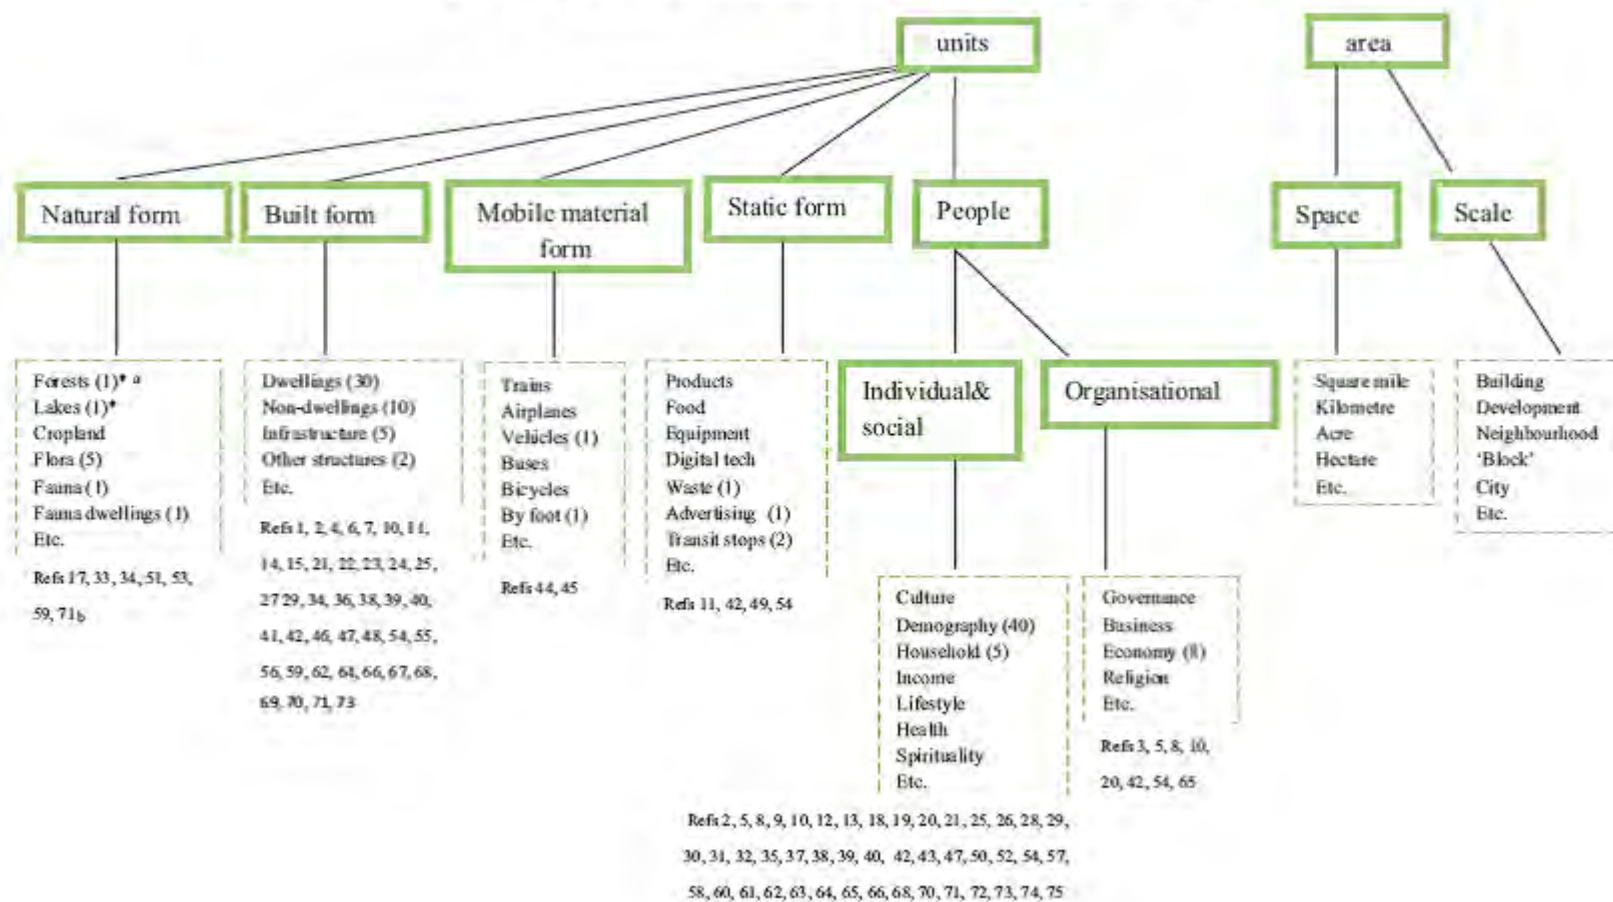 units
area
Natural form
Built form
Mobile material
form
Static form
People
Space
Scale
Forests (1)* a
Lakes (1)*
Cropland
Flora (5)
Fauna (1)
Fauna dwellings (1)
Etc.
Refs 17, 33, 34, 51, 53,
59, 71b
Dwellings (30)
Non-dwellings (10)
Infrastructure (5)
Other structures (2)
Etc.
Refs 1, 2, 4, 6, 7, 10, 11,
14, 15, 21, 22, 23, 24, 25,
27 29, 34, 36, 38, 39, 40,
41, 42, 46, 47, 48, 54, 55,
56, 59, 62, 64, 66, 67, 68,
69, 70, 71, 73
Trains
Airplanes
Vehicles (1)
Buses
Bicycles
By foot (1)
Etc.
Refs 44, 45
Products
Food
Equipment
Digital tech
Waste (1)
Advertising (1)
Transit stops (2)
Etc.
Refs 11, 42, 49, 54
Individual&
social
Organisational
Culture
Demography (40)
Household (5)
Income
Lifestyle
Health
Spirituality
Etc.
Refs 2, 5, 8, 9, 10, 12, 13, 18, 19, 20, 21, 25, 26, 28, 29,
30, 31, 32, 35, 37, 38, 39, 40, 42, 43, 47, 50, 52, 54, 57,
58, 60, 61, 62, 63, 64, 65, 66, 68, 70, 71, 72, 73, 74, 75
Governance
Business
Economy (8)
Religion
Etc.
Refs 3, 5, 8, 10,
20, 42, 54, 65
Square mile
Kilometre
Acre
Hectare
Etc.
Building
Development
Neighbourhood
'Block'
City
Etc.